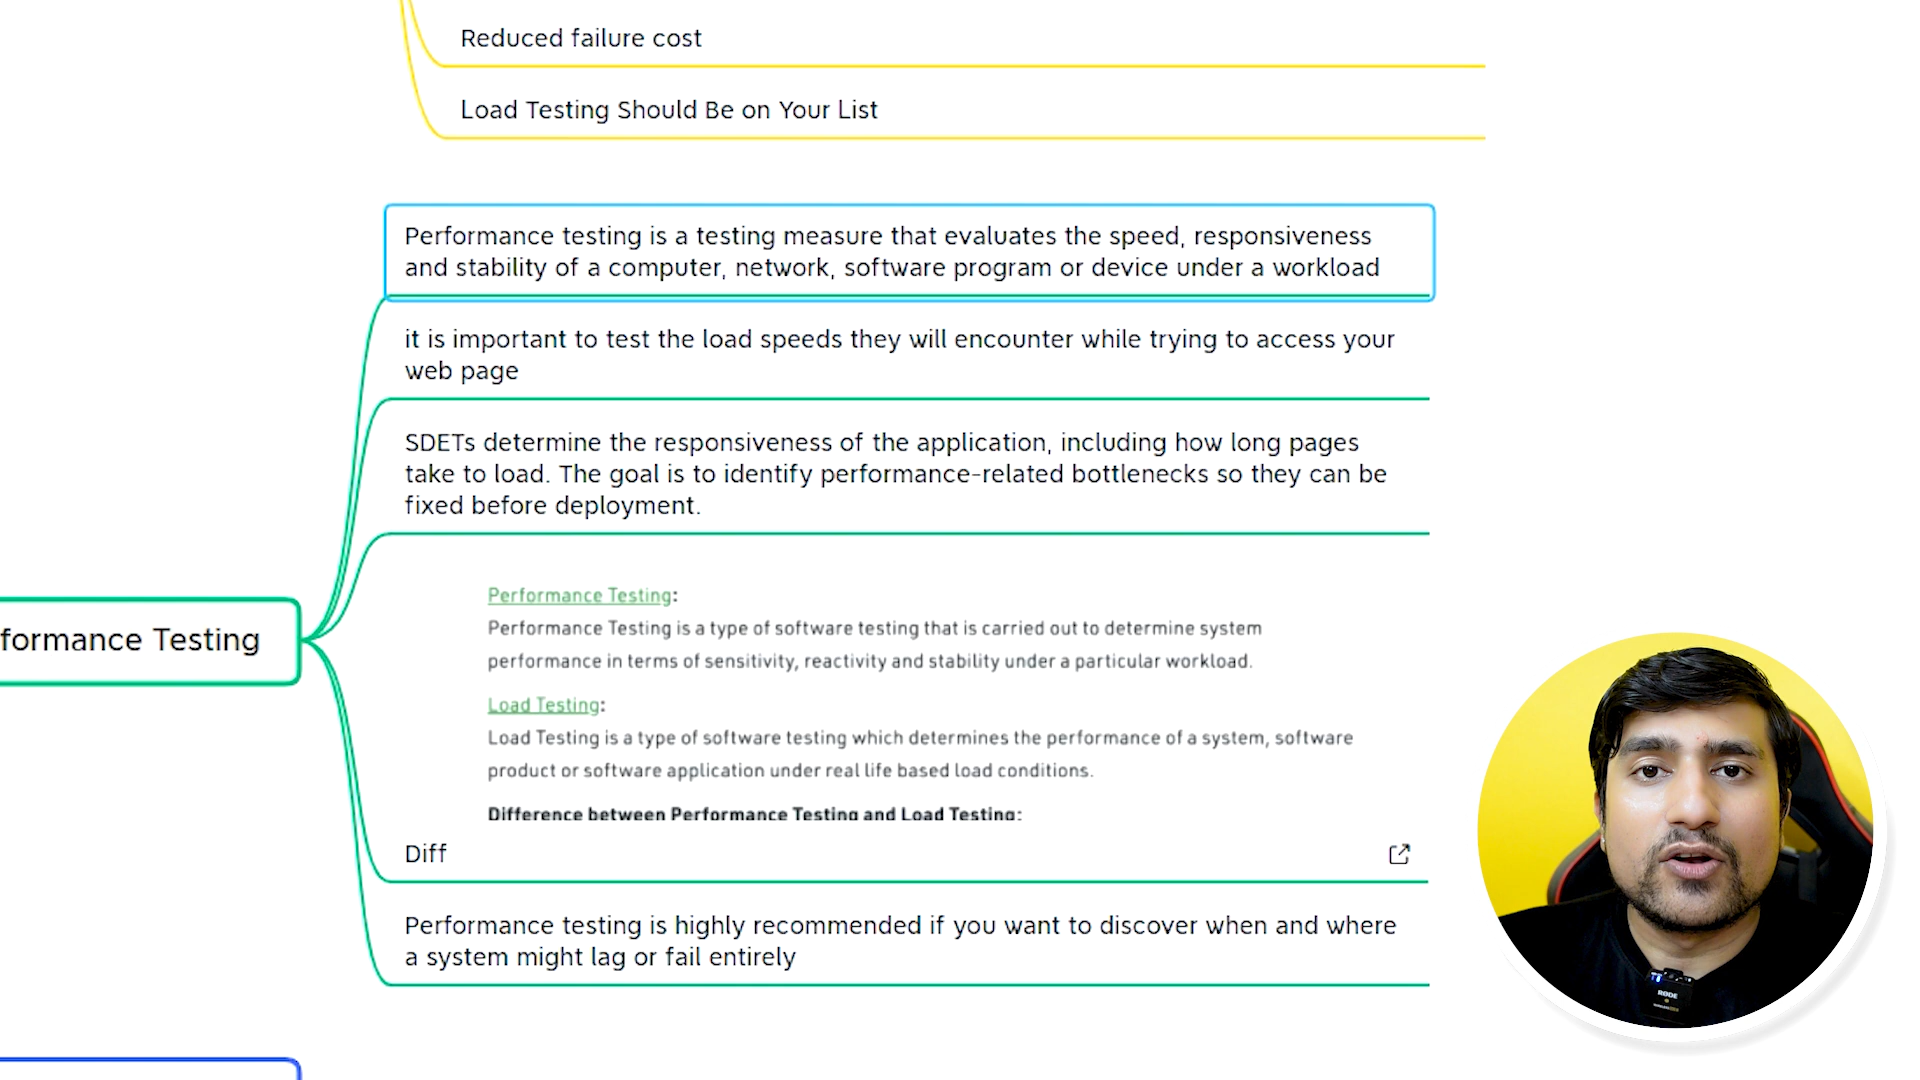 Reduced failure cost
Load Testing Should Be on Your List
Performance testing is a testing measure that evaluates the speed, responsiveness
and stability of a computer, network, software program or device under a workload
it is important to test the load speeds they will encounter while trying to access your
web page
SDETs determine the responsiveness of the application, including how long pages
take to load. The goal is to identify performance-related bottlenecks so they can be
fixed before deployment.
formance Testing
Performance Testing:
Performance Testing is a type of software testing that is carried out to determine system
performance in terms of sensitivity, reactivity and stability under a particular workload.
Load Testing:
Load Testing is a type of software testing which determines the performance of a system, software
product or software application under real life based load conditions.
Difference between Performance Testing and Load Testing:
Diff
Performance testing is highly recommended if you want to discover when and where
a system might lag or fail entirely
RØDE